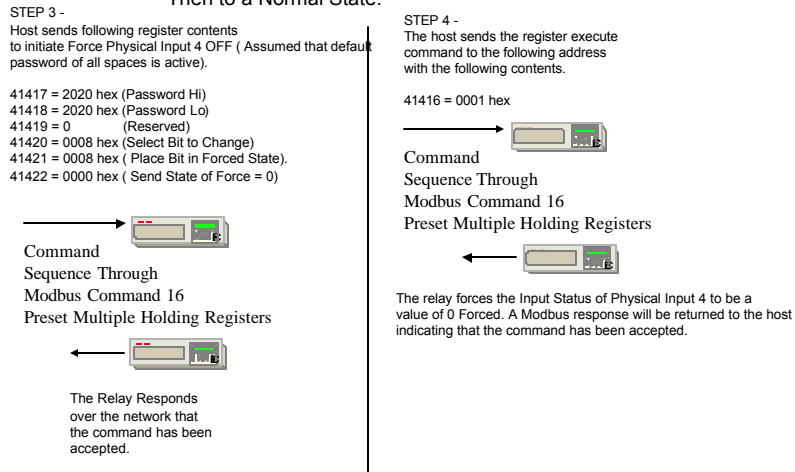 Then to a Normal State.
STEP 3 -
Host sends following register contents
to initiate Force Physical Input 4 OFF ( Assumed that default
password of all spaces is active).
41417 = 2020 hex (Password Hi)
41418 = 2020 hex (Password Lo)
41419 = 0 (Reserved)
41420 = 0008 hex (Select Bit to Change)
41421 = 0008 hex ( Place Bit in Forced State).
41422 = 0000 hex ( Send State of Force = 0)
Command
Sequence Through
Modbus Command 16
Preset Multiple Holding Registers
The Relay Responds
over the network that
the command has been
accepted.
STEP 4 -
The host sends the register execute
command to the following address
with the following contents.
41416 = 0001 hex
Command
Sequence Through
Modbus Command 16
Preset Multiple Holding Registers
The relay forces the Input Status of Physical Input 4 to be a
value of 0 Forced. A Modbus response will be returned to the host
indicating that the command has been accepted.